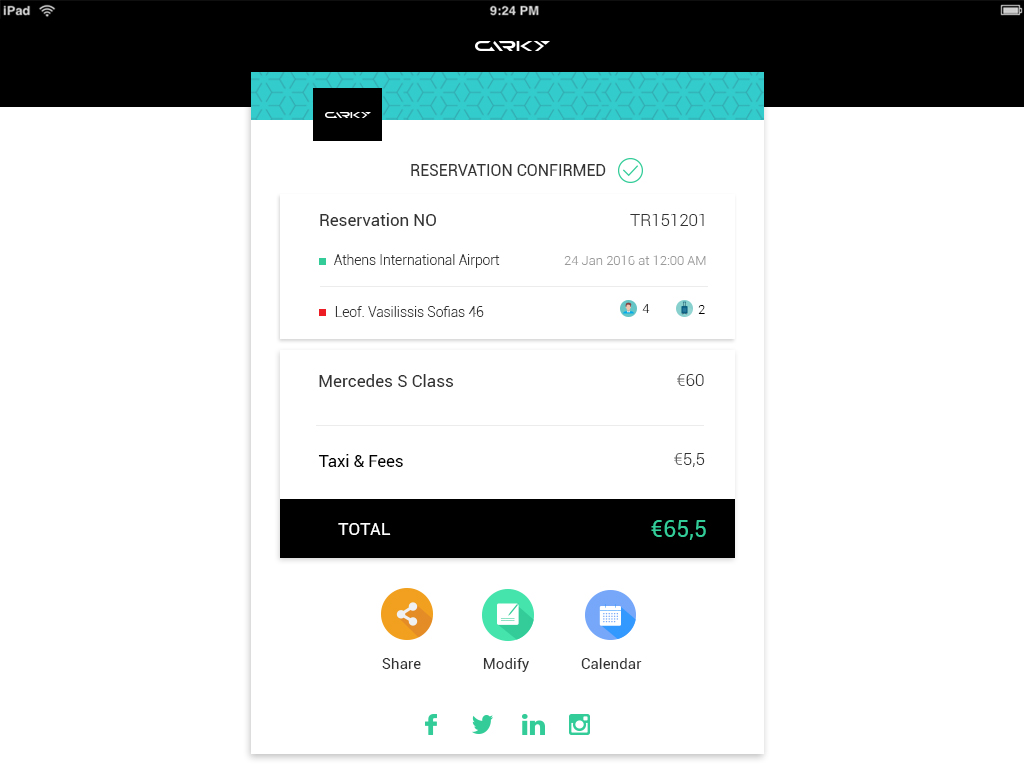 iPad 9:24 PM
CARKY
CARKY
RESERVATION CONFIRMED
Reservation NO TR151201
Athens International Airport 24 Jan 2016 at 12:00 AM
Leof. Vasilissis Sofias 46 4 2
Mercedes S Class €60
Taxi & Fees €5,5
TOTAL €65,5
Share Modify Calendar